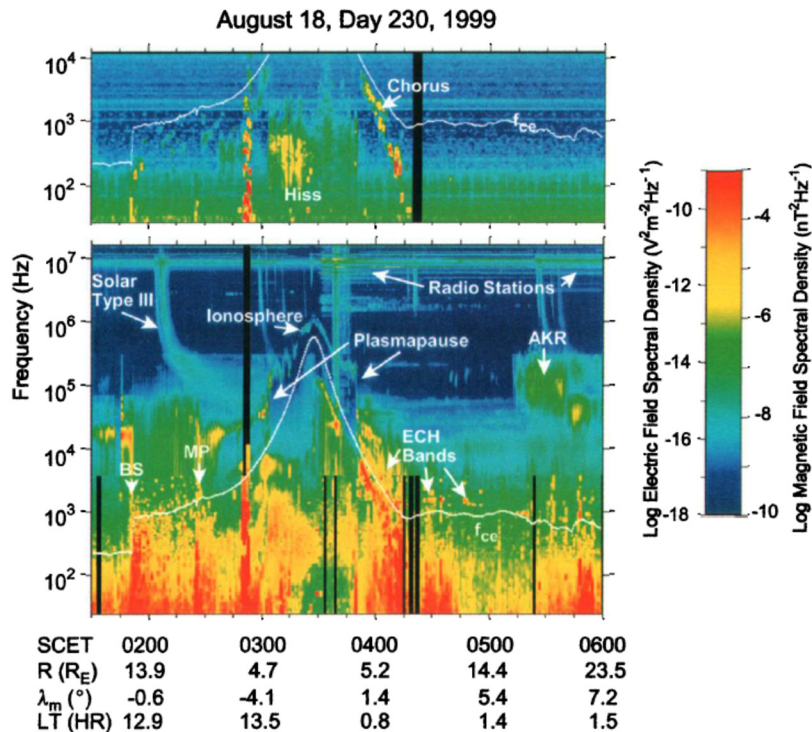 August 18, Day 230, 1999
10⁴
10³
10²
Chorus
f_ce
Hiss
Frequency (Hz)
10⁷
10⁶
10⁵
10⁴
10³
10²
Solar
Type III
Radio Stations
Ionosphere
Plasmapause
AKR
ECH
Bands
BS
MP
f_ce
SCET 0200 0300 0400 0500 0600
R (R_E) 13.9 4.7 5.2 14.4 23.5
λ_m (°) -0.6 -4.1 1.4 5.4 7.2
LT (HR) 12.9 13.5 0.8 1.4 1.5
Log Electric Field Spectral Density (V²m⁻²Hz⁻¹)
-10
-12
-14
-16
-18
-4
-6
-8
-10
Log Magnetic Field Spectral Density (nT²Hz⁻¹)